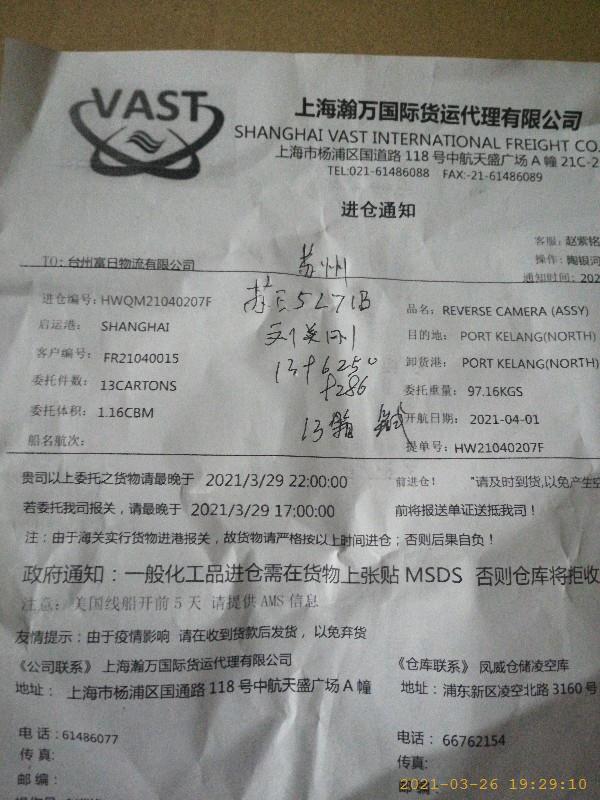 VAST
上海瀚万国际货运代理有限公司
SHANGHAI VAST INTERNATIONAL FREIGHT CO.
上海市杨浦区国道路 118 号中航天盛广场 A 幢 21C-2
TEL:021-61486088 FAX:-21-61486089
进仓通知
客服：赵紫铭
TO：台州富日物流有限公司
操作：陶银河
通知时间：202
苏州
进仓编号：HWQM21040207F
品名：REVERSE CAMERA (ASSY)
启运港： SHANGHAI
目的地： PORT KELANG(NORTH)
客户编号： FR21040015
卸货港： PORT KELANG(NORTH)
委托件数： 13CARTONS
委托重量： 97.16KGS
委托体积： 1.16CBM
开航日期： 2021-04-01
13箱
船名航次：
提单号：HW21040207F
贵司以上委托之货物请最晚于 2021/3/29 22:00:00 前进仓！ "请及时到货,以免产生空
若委托我司报关，请最晚于 2021/3/29 17:00:00 前将报送单证送抵我司！
注：由于海关实行货物进港报关，故货物请严格按以上时间进仓；否则后果自负！
政府通知：一般化工品进仓需在货物上张贴 MSDS 否则仓库将拒收
注意：美国线船开前 5 天 请提供 AMS 信息
友情提示：由于疫情影响 请在收到货款后发货，以免弃货
《公司联系》上海瀚万国际货运代理有限公司
《仓库联系》 凤威仓储凌空库
地址： 上海市杨浦区国通路 118 号中航天盛广场 A 幢
地址： 浦东新区凌空北路 3160 号
电话：61486077
电话： 66762154
传真：
传真:
邮编：
邮编：
2021-03-26 19:29:10